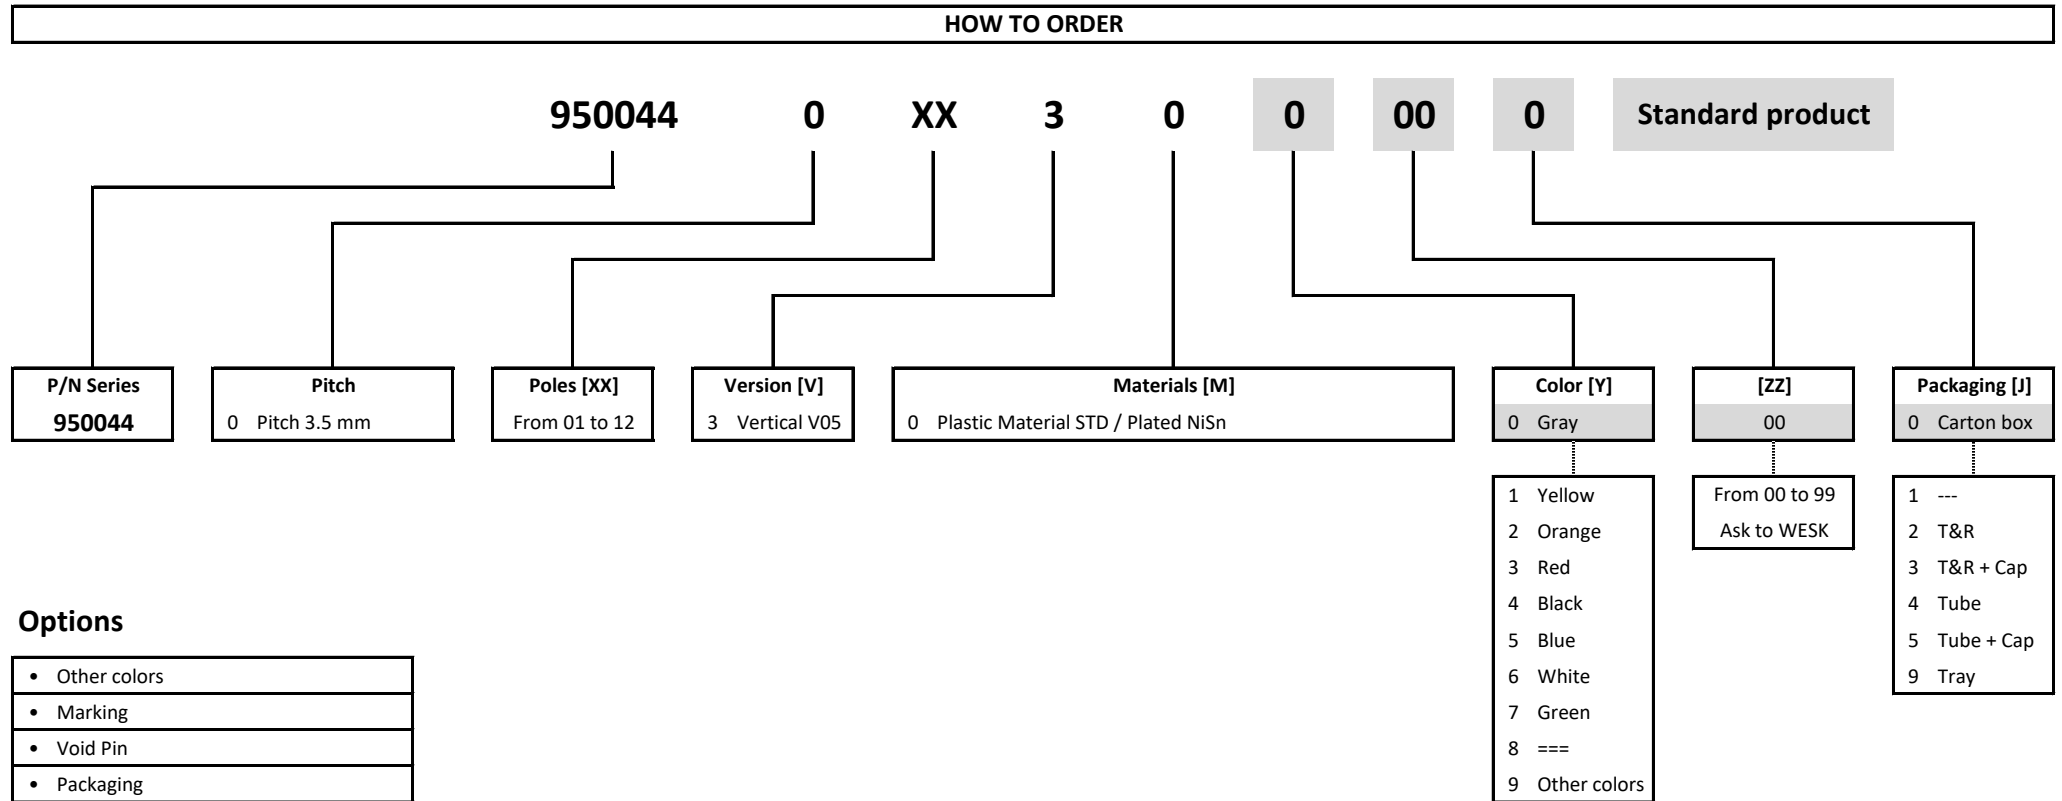 HOW TO ORDER
950044 0 XX 3 0 0 00 0 Standard product
P/N Series Pitch Poles [XX] Version [V] Materials [M] Color [Y] [ZZ] Packaging [J]
950044 0 Pitch 3.5 mm From 01 to 12 3 Vertical V05 0 Plastic Material STD / Plated NiSn 0 Gray 00 0 Carton box
1 Yellow From 00 to 99 1 ---
2 Orange Ask to WESK 2 T&R
3 Red 3 T&R + Cap
4 Black 4 Tube
Options
5 Blue 5 Tube + Cap
• Other colors 6 White 9 Tray
• Marking 7 Green
• Void Pin 8 ===
• Packaging 9 Other colors